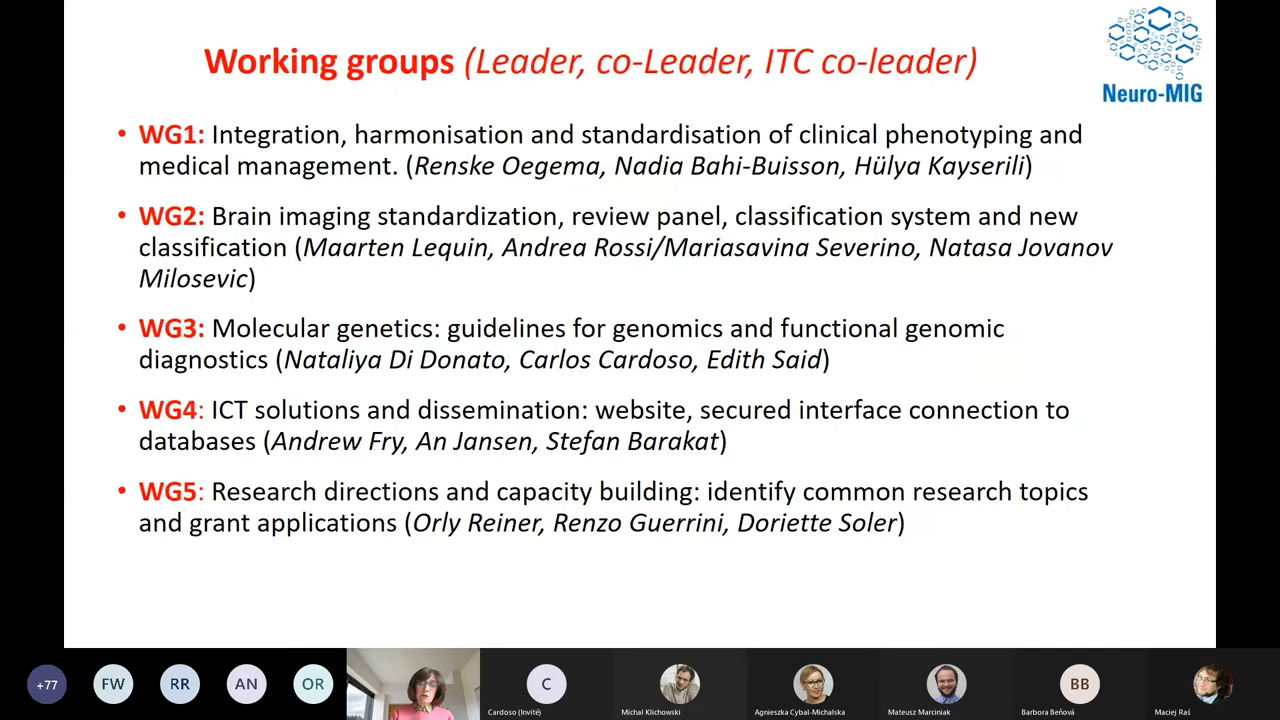 Working groups (Leader, co-Leader, ITC co-leader)
Neuro-MIG
• WG1: Integration, harmonisation and standardisation of clinical phenotyping and
medical management. (Renske Oegema, Nadia Bahi-Buisson, Hülya Kayserili)
• WG2: Brain imaging standardization, review panel, classification system and new
classification (Maarten Lequin, Andrea Rossi/Mariasavina Severino, Natasa Jovanov
Milosevic)
• WG3: Molecular genetics: guidelines for genomics and functional genomic
diagnostics (Nataliya Di Donato, Carlos Cardoso, Edith Said)
• WG4: ICT solutions and dissemination: website, secured interface connection to
databases (Andrew Fry, An Jansen, Stefan Barakat)
• WG5: Research directions and capacity building: identify common research topics
and grant applications (Orly Reiner, Renzo Guerrini, Doriette Soler)
+77 FW RR AN OR C BB
Cardoso (Invité) Michał Klichowski Agnieszka Cybal-Michalska Mateusz Marciniak Barbora Beňová Maciej Raś